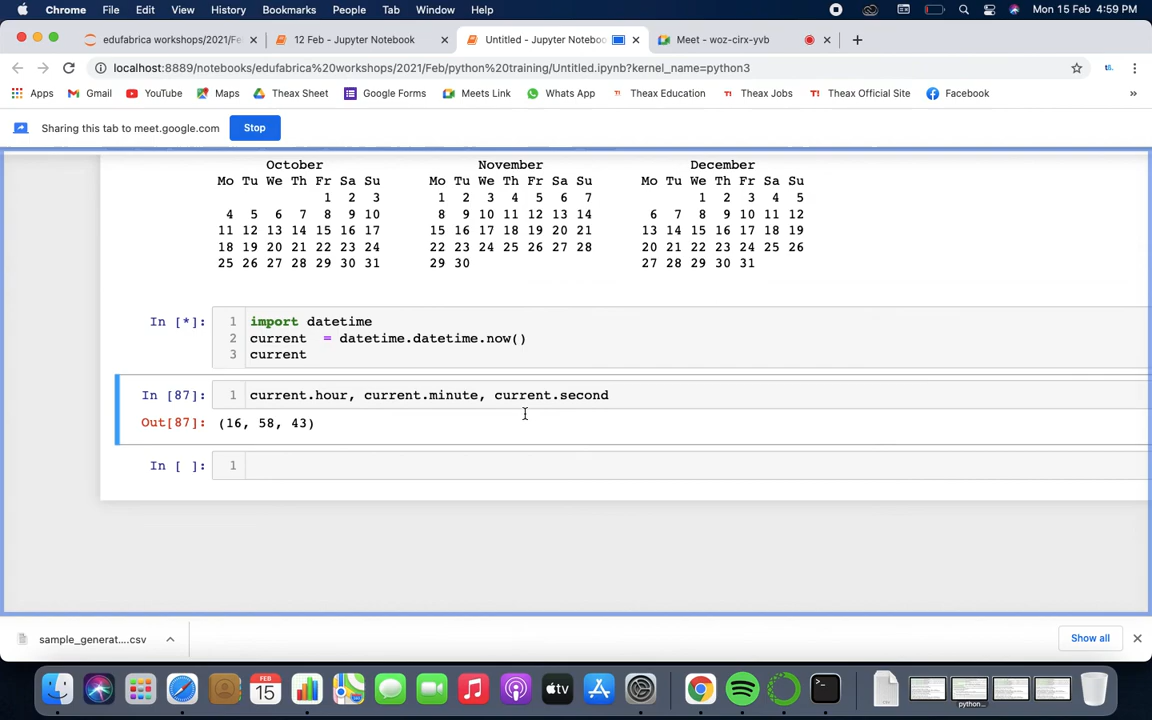 Chrome File Edit View History Bookmarks People Tab Window Help Mon 15 Feb 4:59 PM
edufabrica workshops/2021/Fe 12 Feb - Jupyter Notebook Untitled - Jupyter Noteboo Meet - woz-cirx-yvb
localhost:8889/notebooks/edufabrica%20workshops/2021/Feb/python%20training/Untitled.ipynb?kernel_name=python3
Apps Gmail YouTube Maps Theax Sheet Google Forms Meets Link Whats App Theax Education Theax Jobs Theax Official Site Facebook »
Sharing this tab to meet.google.com Stop
October November December
Mo Tu We Th Fr Sa Su Mo Tu We Th Fr Sa Su Mo Tu We Th Fr Sa Su
1 2 3 1 2 3 4 5 6 7 1 2 3 4 5
4 5 6 7 8 9 10 8 9 10 11 12 13 14 6 7 8 9 10 11 12
11 12 13 14 15 16 17 15 16 17 18 19 20 21 13 14 15 16 17 18 19
18 19 20 21 22 23 24 22 23 24 25 26 27 28 20 21 22 23 24 25 26
25 26 27 28 29 30 31 29 30 27 28 29 30 31
In [*]: 1 import datetime
2 current = datetime.datetime.now()
3 current
In [87]: 1 current.hour, current.minute, current.second
Out[87]: (16, 58, 43)
In [ ]: 1
sample_generat....csv Show all
FEB
15
tv
python...